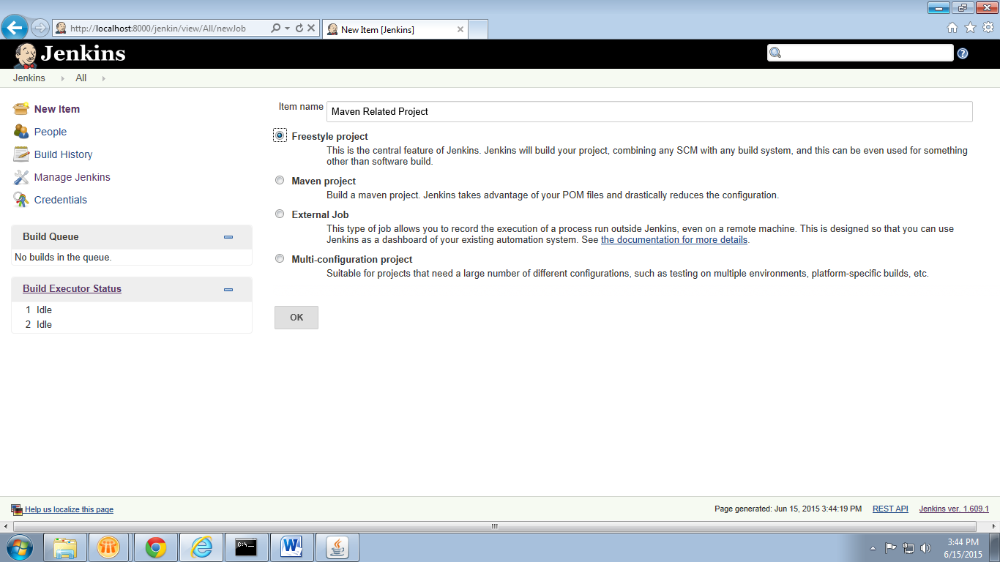 http://localhost:8000/jenkin/view/All/newJob
New Item [Jenkins]
Jenkins
Jenkins
All
New Item
People
Build History
Manage Jenkins
Credentials
Build Queue
No builds in the queue.
Build Executor Status
1 Idle
2 Idle
Item name
Maven Related Project
Freestyle project
This is the central feature of Jenkins. Jenkins will build your project, combining any SCM with any build system, and this can be even used for something
other than software build.
Maven project
Build a maven project. Jenkins takes advantage of your POM files and drastically reduces the configuration.
External Job
This type of job allows you to record the execution of a process run outside Jenkins, even on a remote machine. This is designed so that you can use
Jenkins as a dashboard of your existing automation system. See the documentation for more details.
Multi-configuration project
Suitable for projects that need a large number of different configurations, such as testing on multiple environments, platform-specific builds, etc.
OK
Help us localize this page
Page generated: Jun 15, 2015 3:44:19 PM REST API Jenkins ver. 1.609.1
C:\_
W
3:44 PM
6/15/2015